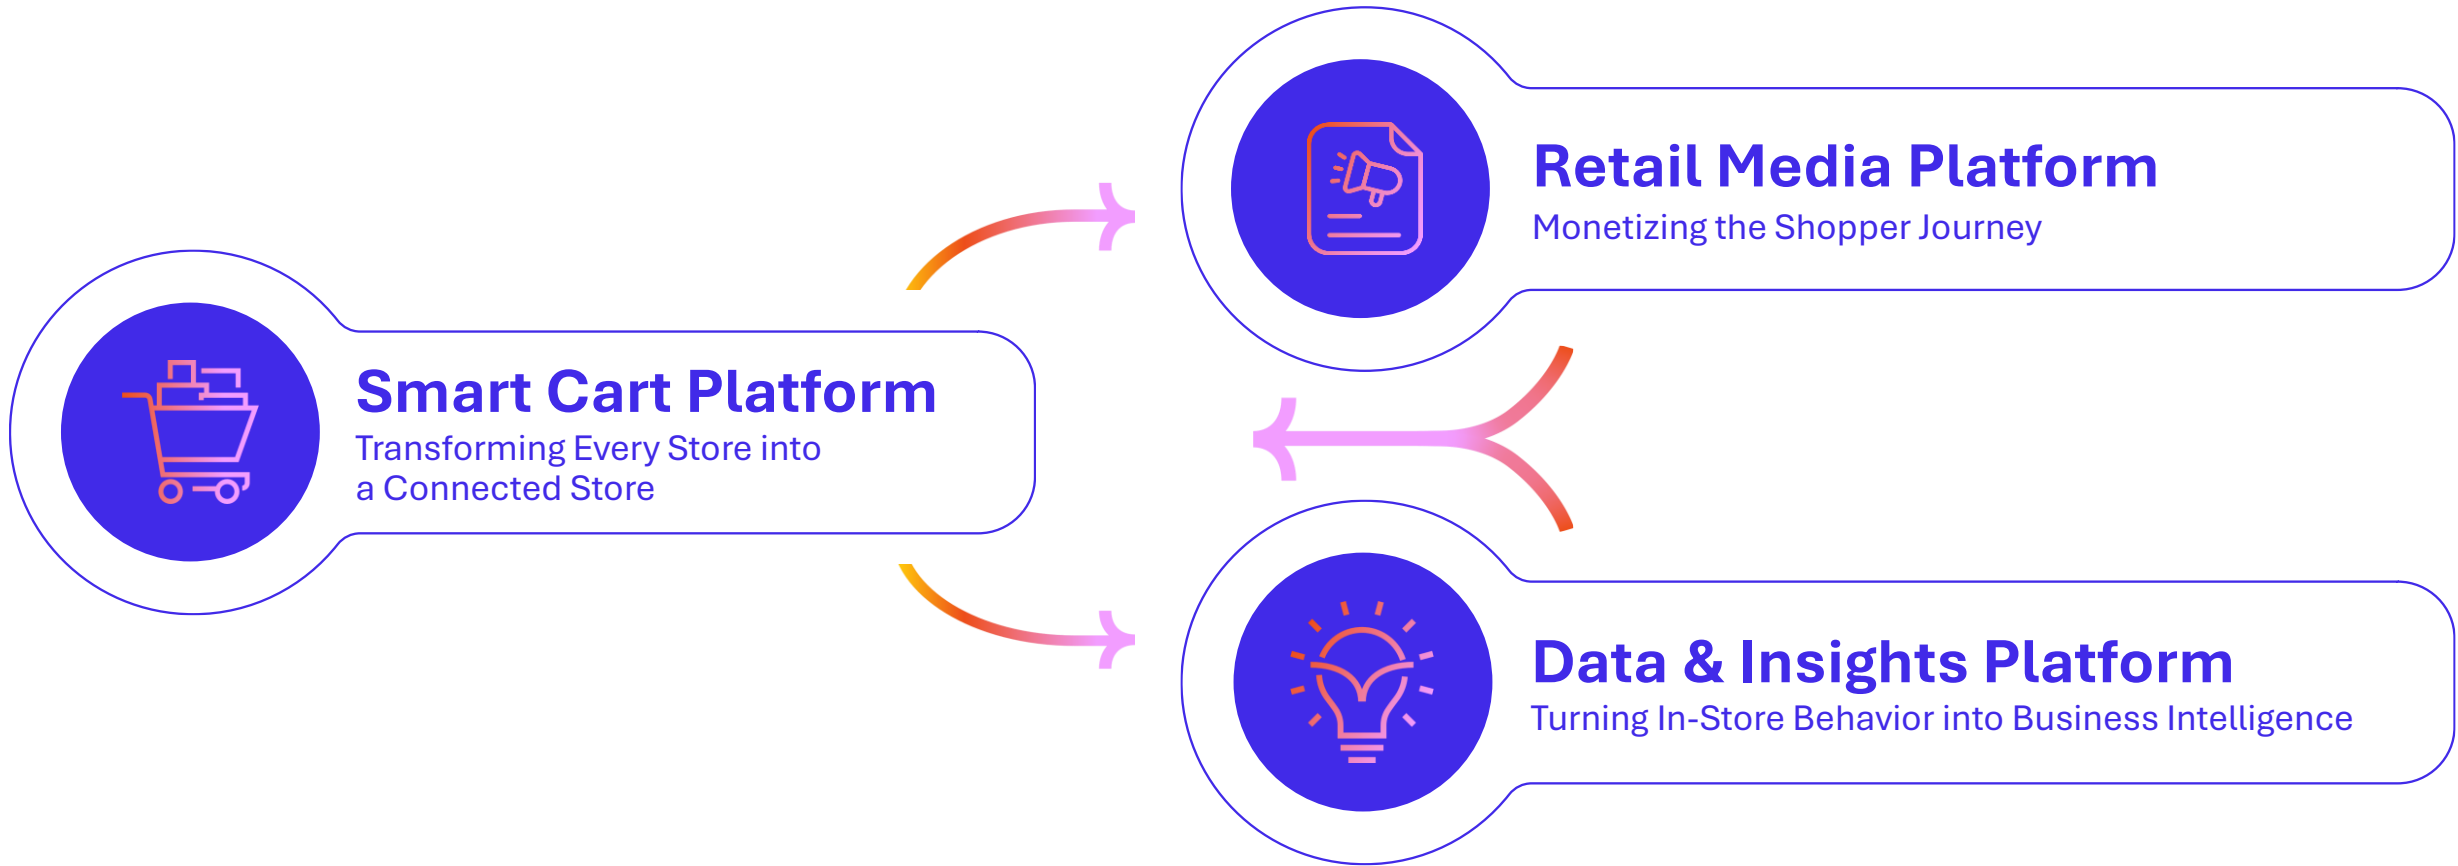 Retail Media Platform
Monetizing the Shopper Journey
Smart Cart Platform
Transforming Every Store into
a Connected Store
Data & Insights Platform
Turning In-Store Behavior into Business Intelligence